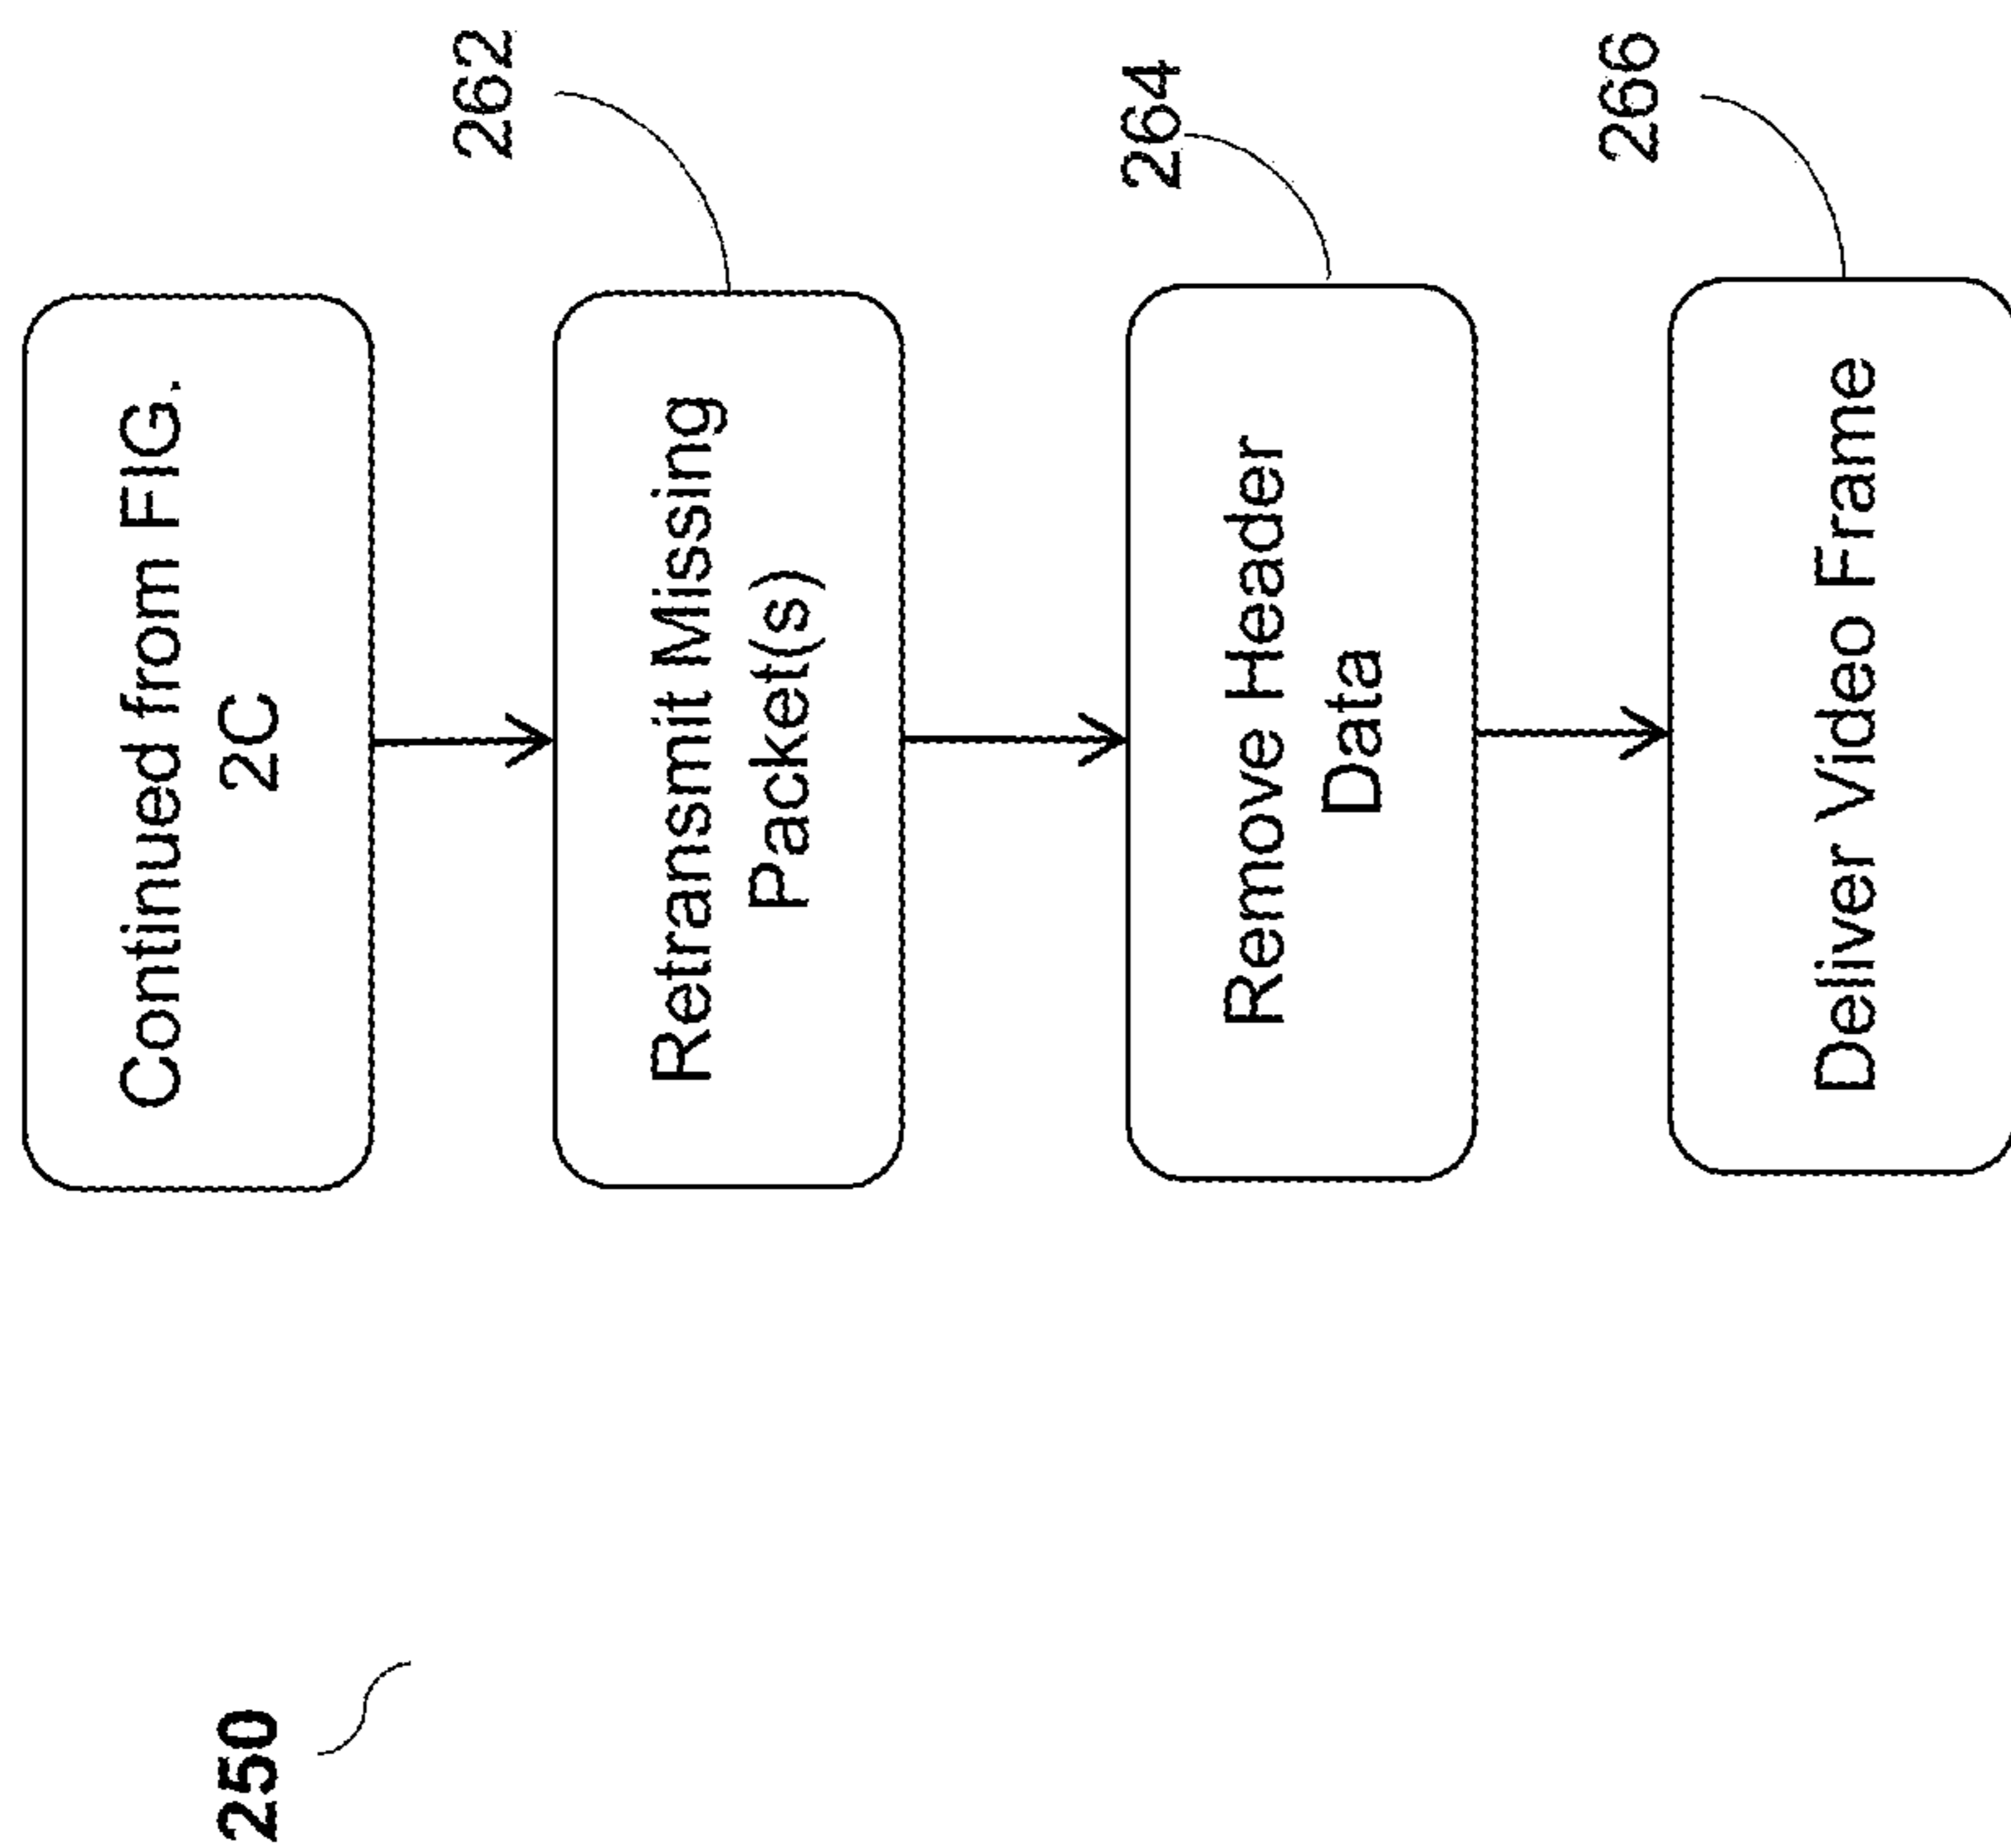 250
Continued from FIG.
2C
262
Retransmit Missing
Packet(s)
264
Remove Header
Data
266
Deliver Video Frame